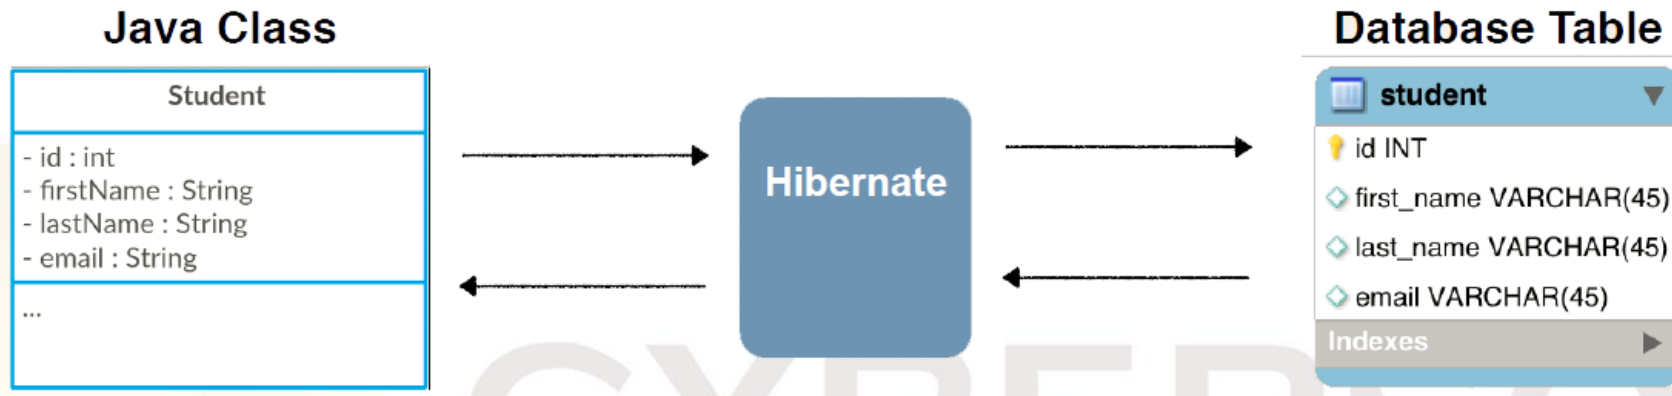 Java Class
Student
- id : int
- firstName : String
- lastName : String
- email : String
...
Hibernate
Database Table
student
id INT
first_name VARCHAR(45)
last_name VARCHAR(45)
email VARCHAR(45)
Indexes